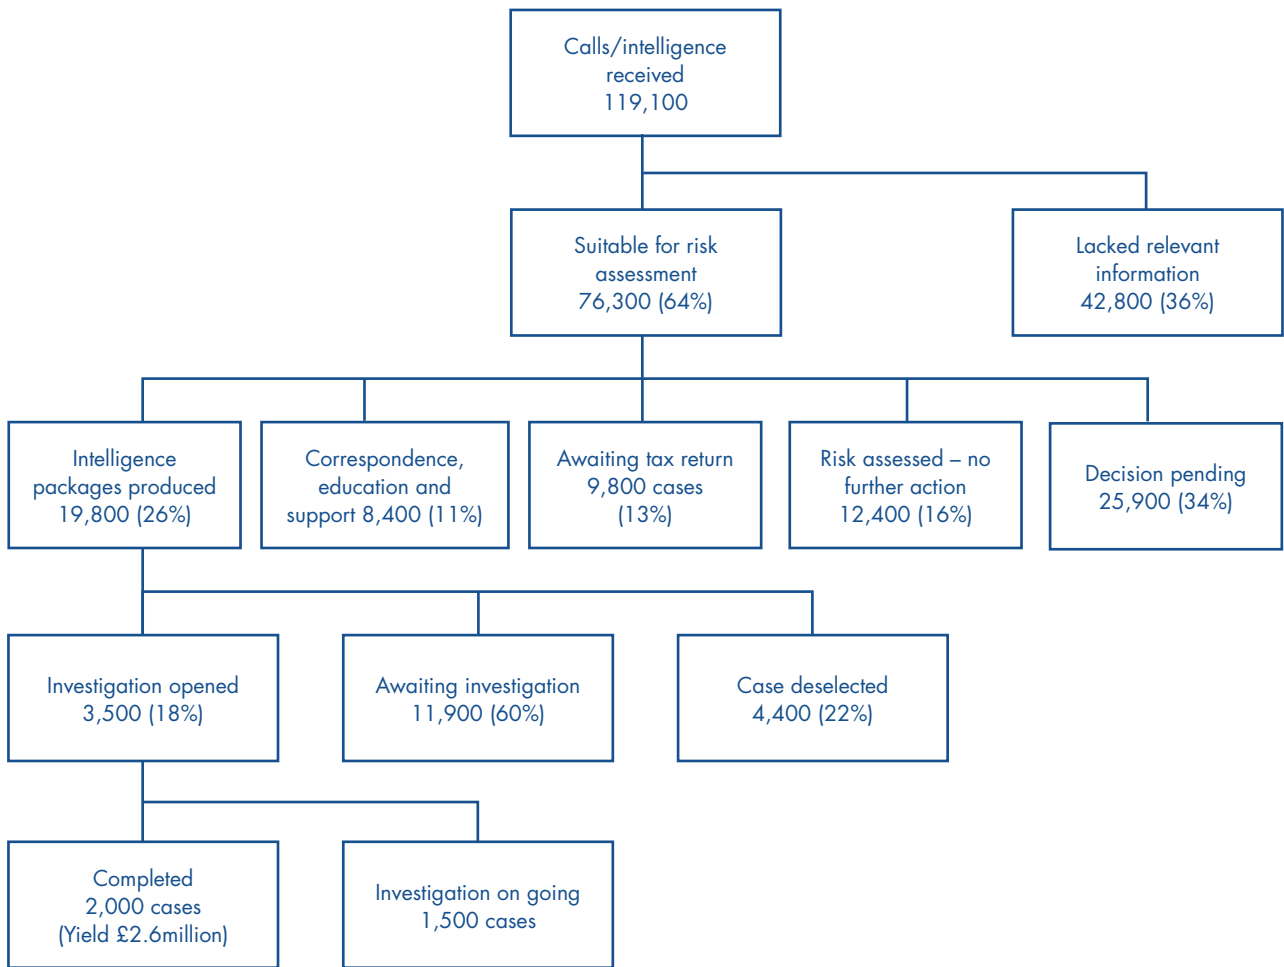 Calls/intelligence
received
119,100
Suitable for risk
assessment
76,300 (64%)
Lacked relevant
information
42,800 (36%)
Intelligence
packages produced
19,800 (26%)
Correspondence,
education and
support 8,400 (11%)
Awaiting tax return
9,800 cases
(13%)
Risk assessed – no
further action
12,400 (16%)
Decision pending
25,900 (34%)
Investigation opened
3,500 (18%)
Awaiting investigation
11,900 (60%)
Case deselected
4,400 (22%)
Completed
2,000 cases
(Yield £2.6million)
Investigation on going
1,500 cases